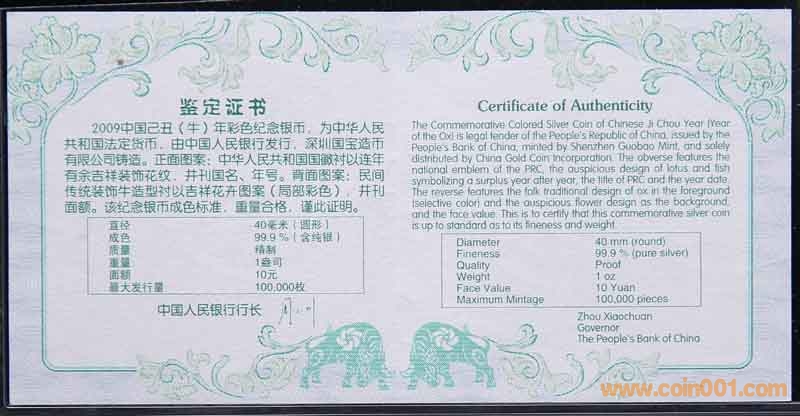 鉴定证书
2009中国己丑（牛）年彩色纪念银币，为中华人民
共和国法定货币，由中国人民银行发行，深圳国宝造币
有限公司铸造。正面图案：中华人民共和国国徽衬以连年
有余吉祥装饰花纹，并刊国名、年号。背面图案：民间
传统装饰牛造型衬以吉祥花卉图案（局部彩色），并刊
面额。该纪念银币成色标准，重量合格，谨此证明。
直径 40毫米（圆形）
成色 99.9％（含纯银）
质量 精制
重量 1盎司
面额 10元
最大发行量 100,000枚
中国人民银行行长
Certificate of Authenticity
The Commemorative Colored Silver Coin of Chinese Ji Chou Year (Year
of the Ox) is legal tender of the People's Republic of China, issued by the
People's Bank of China, minted by Shenzhen Guobao Mint, and solely
distributed by China Gold Coin Incorporation. The obverse features the
national emblem of the PRC, the auspicious design of lotus and fish
symbolizing a surplus year after year, the title of PRC and the year date.
The reverse features the folk traditional design of ox in the foreground
(selective color) and the auspicious flower design as the background,
and the face value. This is to certify that this commemorative silver coin
is up to standard as to its fineness and weight.
Diameter 40 mm (round)
Fineness 99.9 % (pure silver)
Quality Proof
Weight 1 oz
Face Value 10 Yuan
Maximum Mintage 100,000 pieces
Zhou Xiaochuan
Governor
The People's Bank of China
www.coin001.com